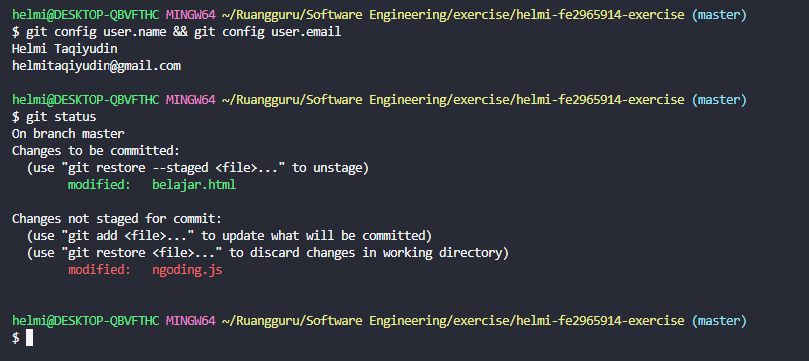 helmi@DESKTOP-QBVFTHC MINGW64 ~/Ruangguru/Software Engineering/exercise/helmi-fe2965914-exercise (master)
$ git config user.name && git config user.email
Helmi Taqiyudin
helmitaqiyudin@gmail.com
helmi@DESKTOP-QBVFTHC MINGW64 ~/Ruangguru/Software Engineering/exercise/helmi-fe2965914-exercise (master)
$ git status
On branch master
Changes to be committed:
  (use "git restore --staged <file>..." to unstage)
        modified:   belajar.html
Changes not staged for commit:
  (use "git add <file>..." to update what will be committed)
  (use "git restore <file>..." to discard changes in working directory)
        modified:   ngoding.js
helmi@DESKTOP-QBVFTHC MINGW64 ~/Ruangguru/Software Engineering/exercise/helmi-fe2965914-exercise (master)
$